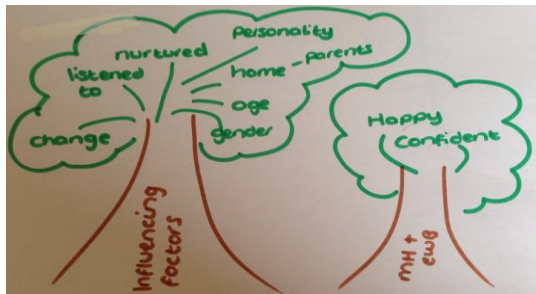 personality
nurtured
listened
to
home - parents
age
change
gender
Influencing
factors
Happy
Confident
MH +
EWB